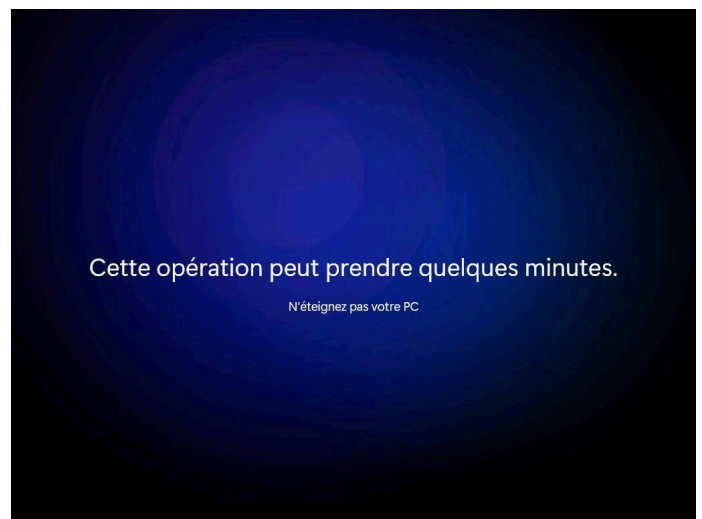 Cette opération peut prendre quelques minutes.
N'éteignez pas votre PC